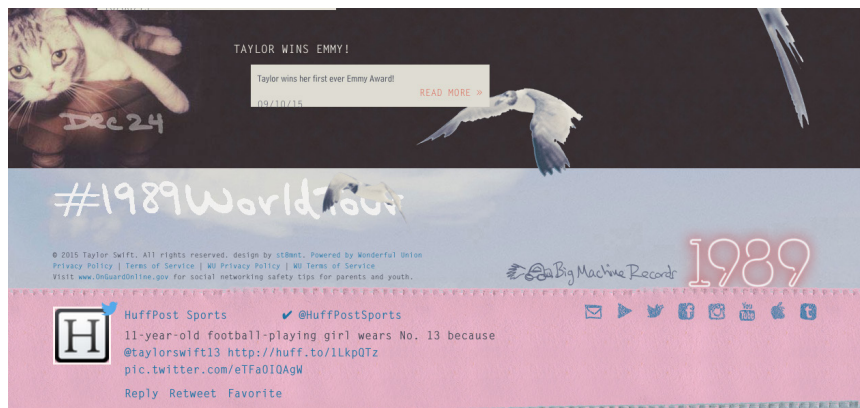 TAYLOR WINS EMMY!
Taylor wins her first ever Emmy Award!
READ MORE »
09/10/15
Dec 24
#1989WorldTour
© 2015 Taylor Swift. All rights reserved, design by st8mnt. Powered by Wonderful Union
Privacy Policy | Terms of Service | WU Privacy Policy | WU Terms of Service
Visit www.OnGuardOnline.gov for social networking safety tips for parents and youth.
Big Machine Records
1989
H
HuffPost Sports ✔ @HuffPostSports
You
Tube
11-year-old football-playing girl wears No. 13 because
@taylorswift13 http://huff.to/1LkpQTz
pic.twitter.com/eTFa0IQAgW
Reply Retweet Favorite